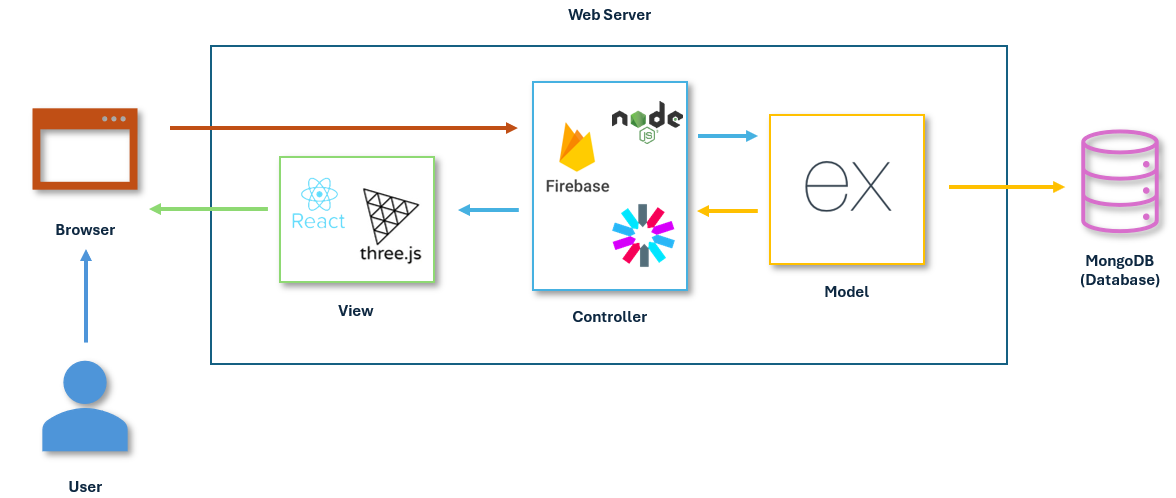 Web Server
node
JS
Firebase
React
three.js
ex
Browser
View
Controller
Model
MongoDB
(Database)
User